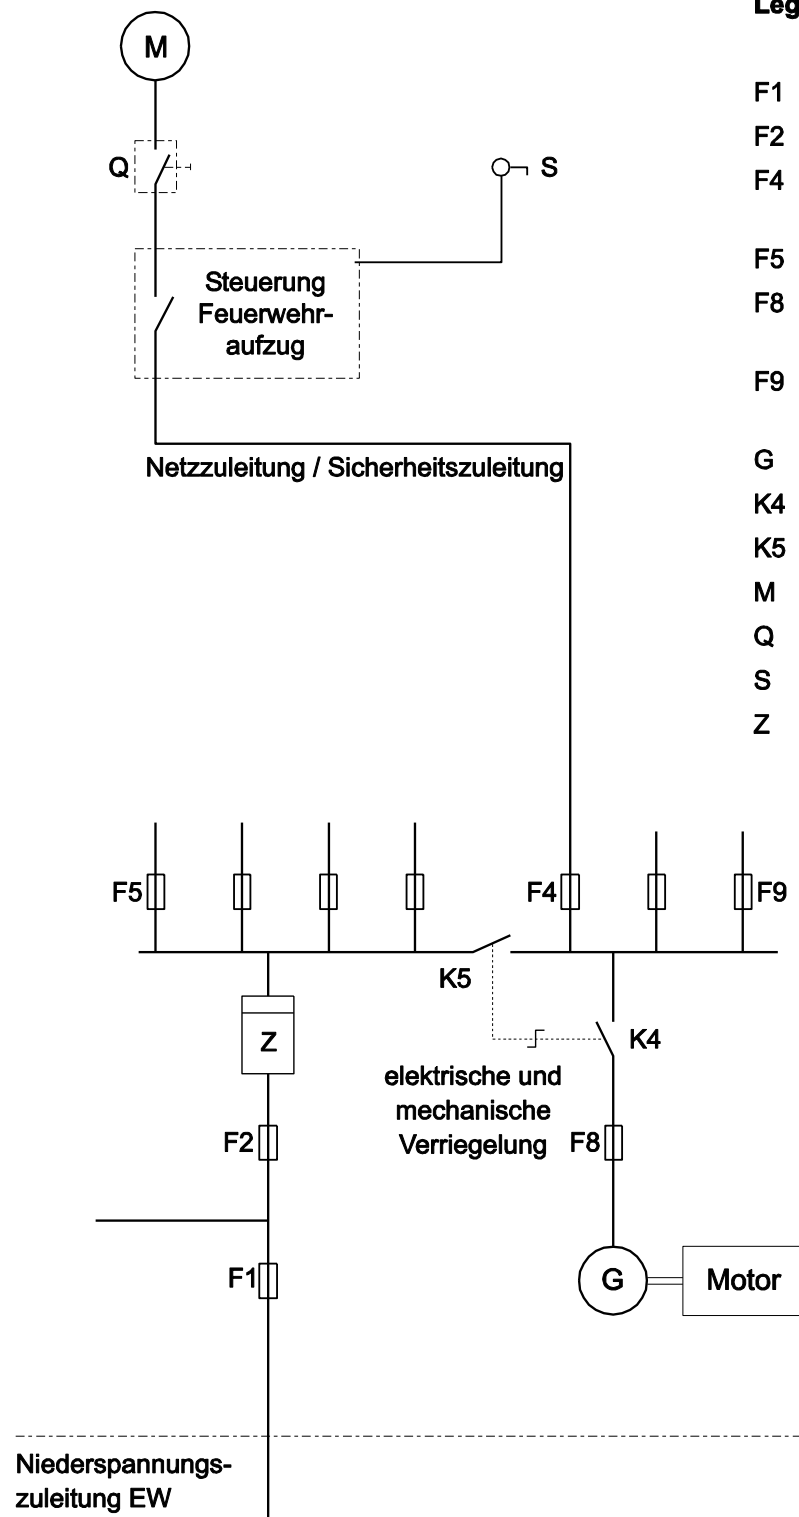 M
Q
S
Steuerung
Feuerwehr-
aufzug
Netzzuleitung / Sicherheitszuleitung
F5
F4
F9
K5
Z
K4
elektrische und
mechanische
Verriegelung
F2
F8
F1
G
Motor
Niederspannungs-
zuleitung EW
Leg
F1
F2
F4
F5
F8
F9
G
K4
K5
M
Q
S
Z